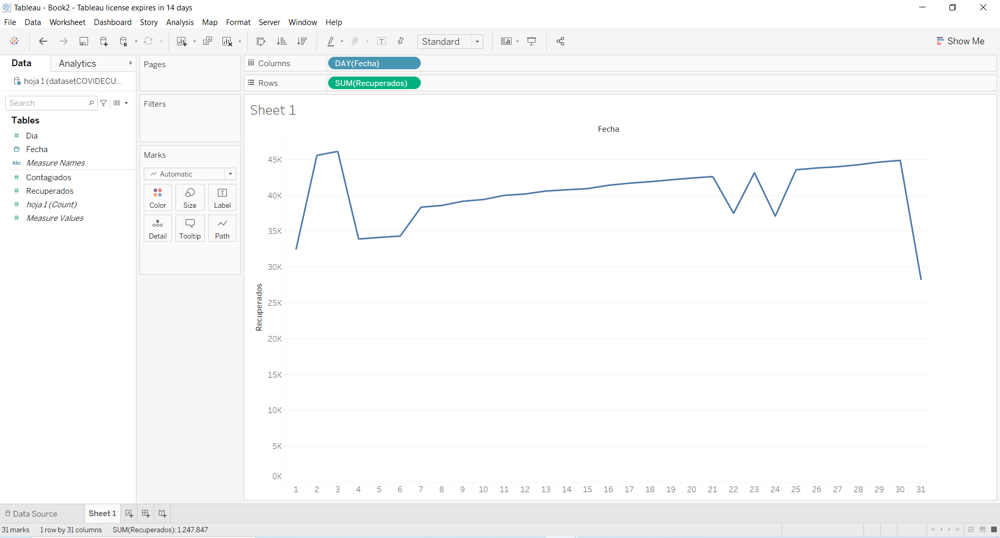 Tableau - Book2 - Tableau license expires in 14 days
File Data Worksheet Dashboard Story Analysis Map Format Server Window Help
Standard
Show Me
Data Analytics
hoja 1 (datasetCOVIDECU...
Search
Tables
Dia
Fecha
Abc Measure Names
Contagiados
Recuperados
hoja 1 (Count)
Measure Values
Pages
Filters
Marks
Automatic
Color Size Label
Detail Tooltip Path
Columns DAY(Fecha)
Rows SUM(Recuperados)
Sheet 1
Fecha
45K
40K
35K
30K
25K
20K
15K
10K
5K
0K
Recuperados
1 2 3 4 5 6 7 8 9 10 11 12 13 14 15 16 17 18 19 20 21 22 23 24 25 26 27 28 29 30 31
Data Source Sheet 1
31 marks 1 row by 31 columns SUM(Recuperados): 1.247.847